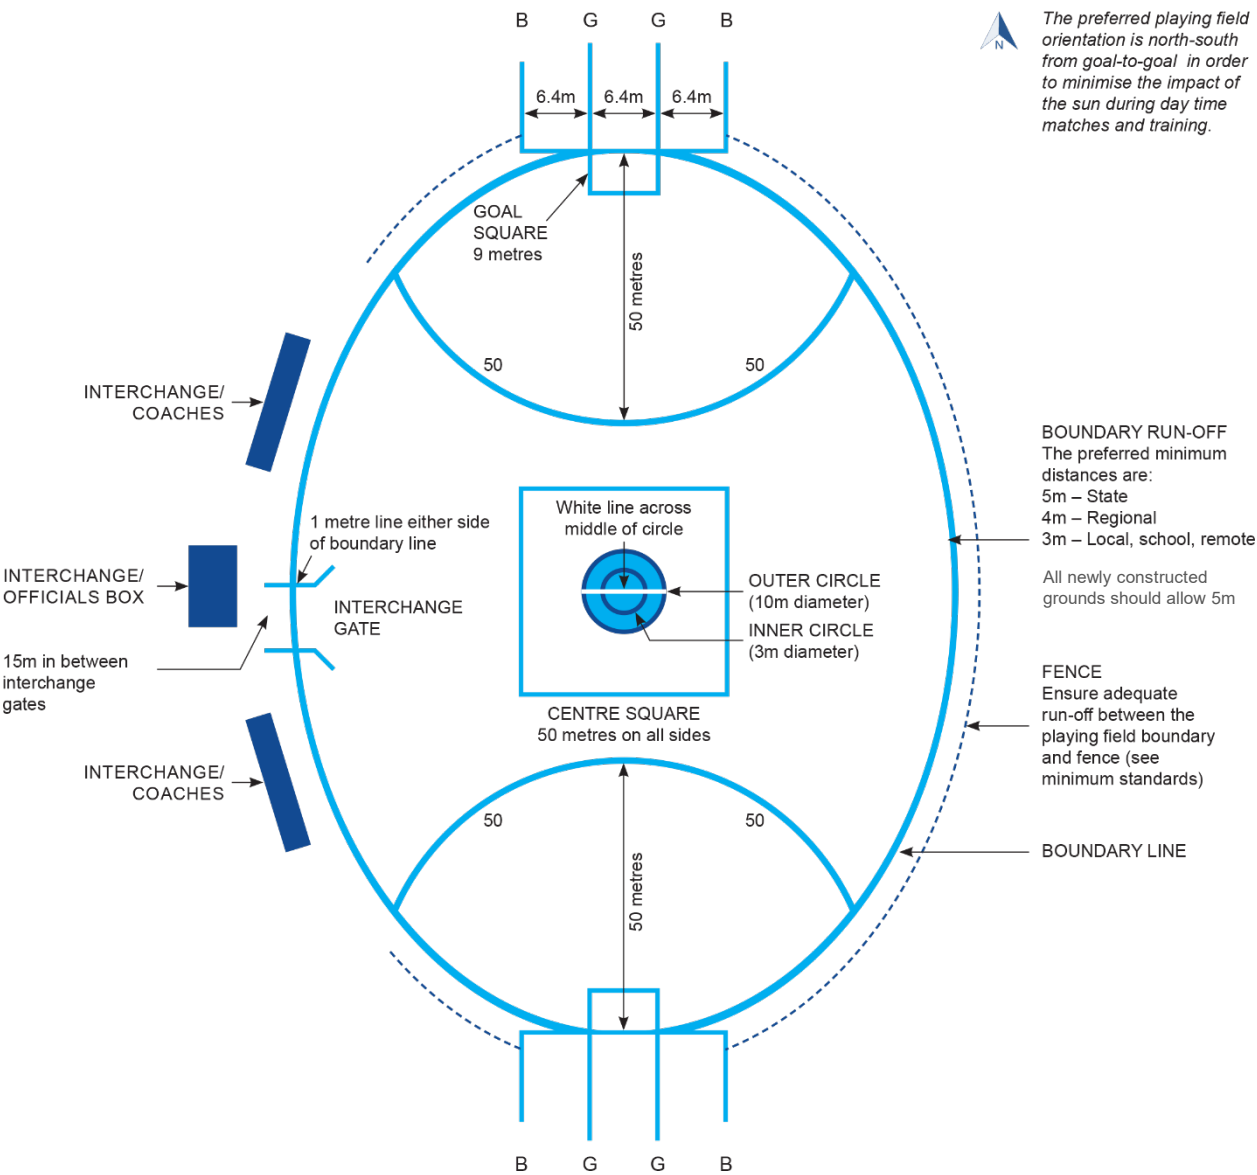 B G G B
N
The preferred playing field
orientation is north-south
from goal-to-goal in order
to minimise the impact of
the sun during day time
matches and training.
6.4m 6.4m 6.4m
GOAL
SQUARE
9 metres
50 metres
50 50
INTERCHANGE/
COACHES
BOUNDARY RUN-OFF
The preferred minimum
distances are:
5m – State
4m – Regional
3m – Local, school, remote
All newly constructed
grounds should allow 5m
White line across
middle of circle
1 metre line either side
of boundary line
INTERCHANGE/
OFFICIALS BOX
INTERCHANGE
GATE
OUTER CIRCLE
(10m diameter)
INNER CIRCLE
(3m diameter)
15m in between
interchange
gates
FENCE
Ensure adequate
run-off between the
playing field boundary
and fence (see
minimum standards)
CENTRE SQUARE
50 metres on all sides
INTERCHANGE/
COACHES
50 50
50 metres
BOUNDARY LINE
B G G B